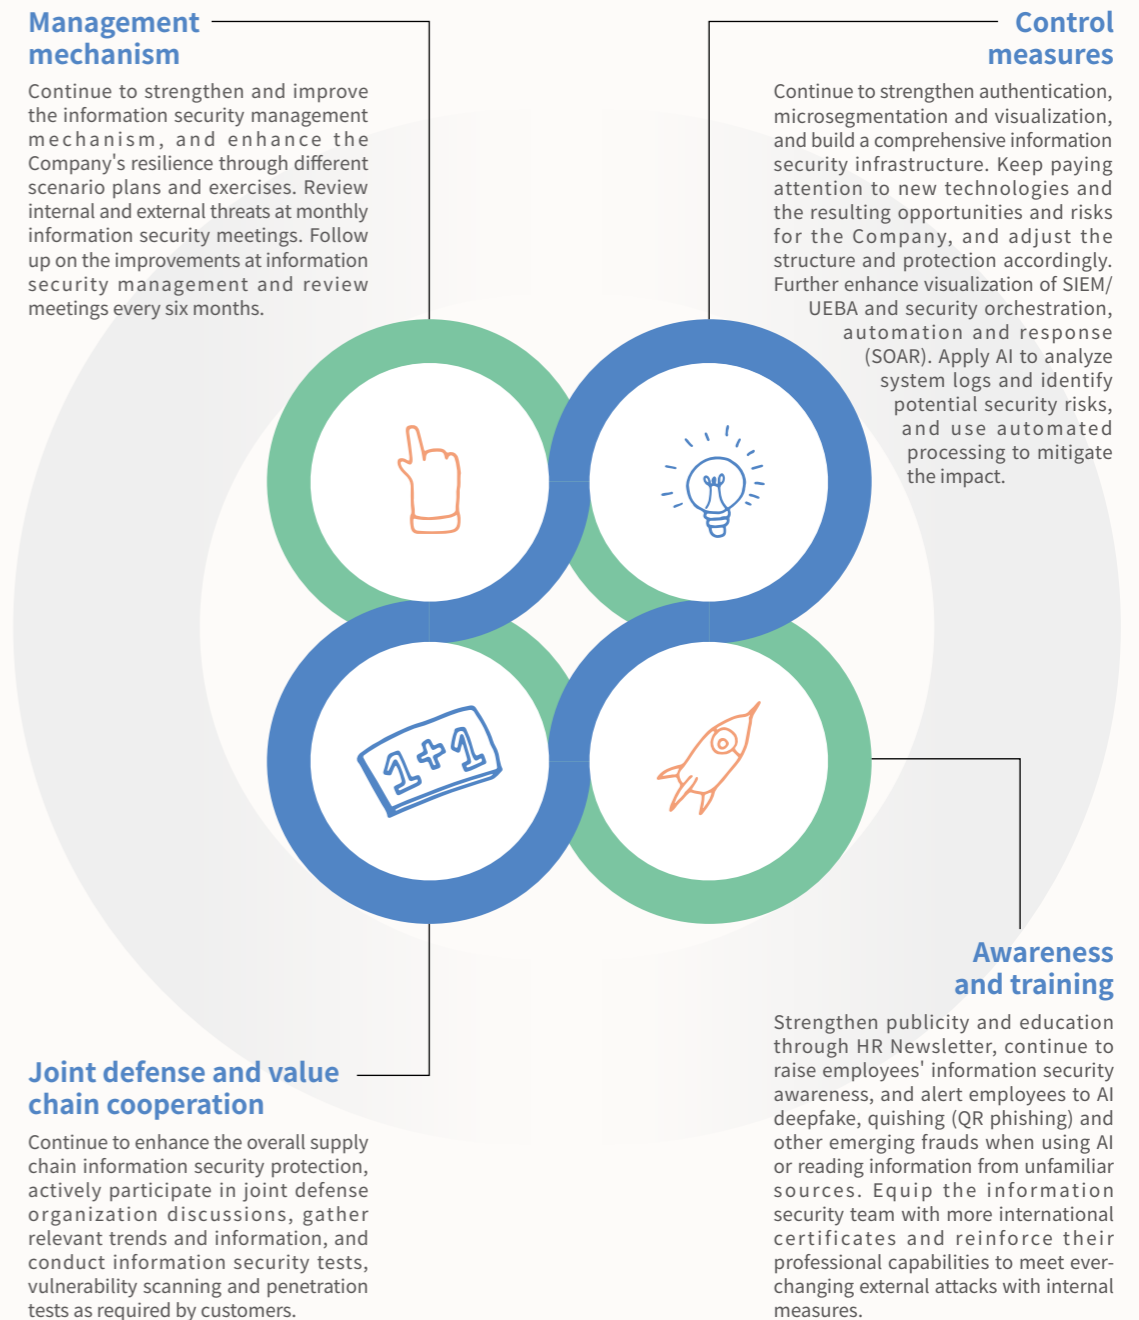 Management
mechanism
Continue to strengthen and improve
the information security management
mechanism, and enhance the
Company's resilience through different
scenario plans and exercises. Review
internal and external threats at monthly
information security meetings. Follow
up on the improvements at information
security management and review
meetings every six months.
Control
measures
Continue to strengthen authentication,
microsegmentation and visualization,
and build a comprehensive information
security infrastructure. Keep paying
attention to new technologies and
the resulting opportunities and risks
for the Company, and adjust the
structure and protection accordingly.
Further enhance visualization of SIEM/
UEBA and security orchestration,
automation and response
(SOAR). Apply AI to analyze
system logs and identify
potential security risks,
and use automated
processing to mitigate
the impact.
1+1
Joint defense and value
chain cooperation
Continue to enhance the overall supply
chain information security protection,
actively participate in joint defense
organization discussions, gather
relevant trends and information, and
conduct information security tests,
vulnerability scanning and penetration
tests as required by customers.
Awareness
and training
Strengthen publicity and education
through HR Newsletter, continue to
raise employees' information security
awareness, and alert employees to AI
deepfake, quishing (QR phishing) and
other emerging frauds when using AI
or reading information from unfamiliar
sources. Equip the information
security team with more international
certificates and reinforce their
professional capabilities to meet ever-
changing external attacks with internal
measures.